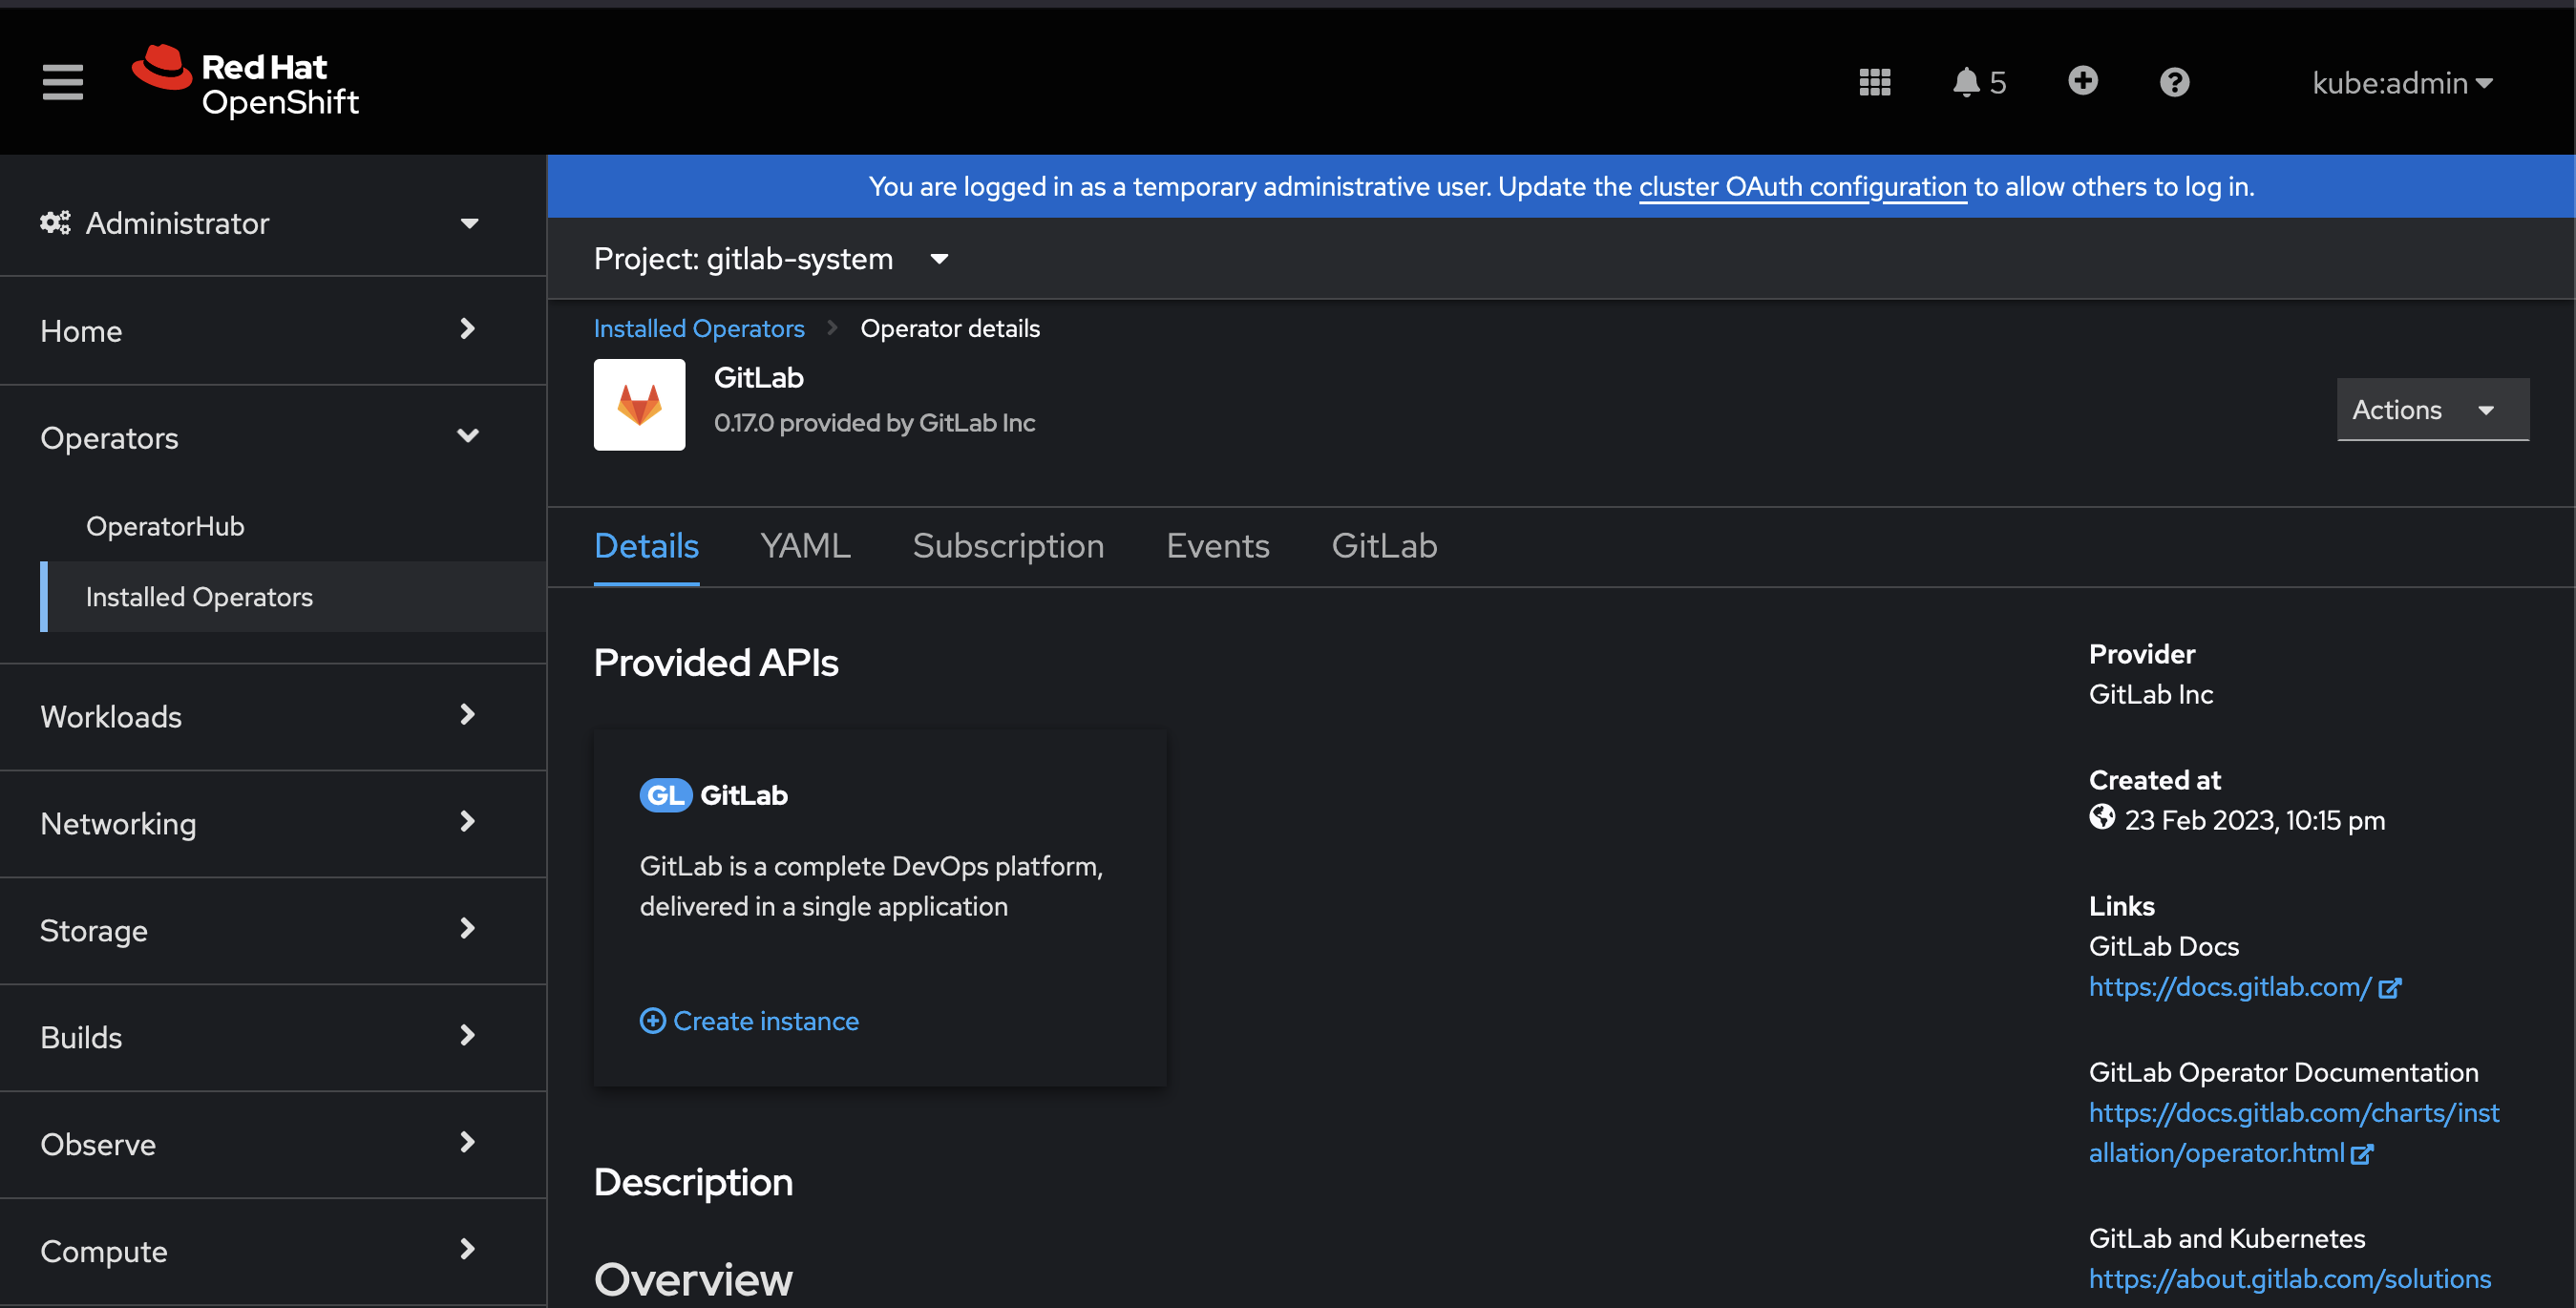 Red Hat
OpenShift
5
kube:admin
Administrator
Home
Operators
OperatorHub
Installed Operators
Workloads
Networking
Storage
Builds
Observe
Compute
You are logged in as a temporary administrative user. Update the cluster OAuth configuration to allow others to log in.
Project: gitlab-system
Installed Operators
Operator details
GitLab
0.17.0 provided by GitLab Inc
Actions
Details
YAML
Subscription
Events
GitLab
Provided APIs
GL GitLab
GitLab is a complete DevOps platform,
delivered in a single application
Create instance
Description
Overview
Provider
GitLab Inc
Created at
23 Feb 2023, 10:15 pm
Links
GitLab Docs
https://docs.gitlab.com/
GitLab Operator Documentation
https://docs.gitlab.com/charts/inst
allation/operator.html
GitLab and Kubernetes
https://about.gitlab.com/solutions